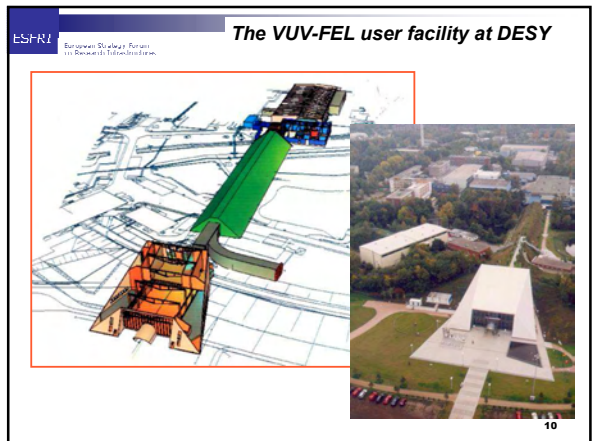 The VUV-FEL user facility at DESY
ESFRI
European Strategy Forum
on Research Infrastructures
10